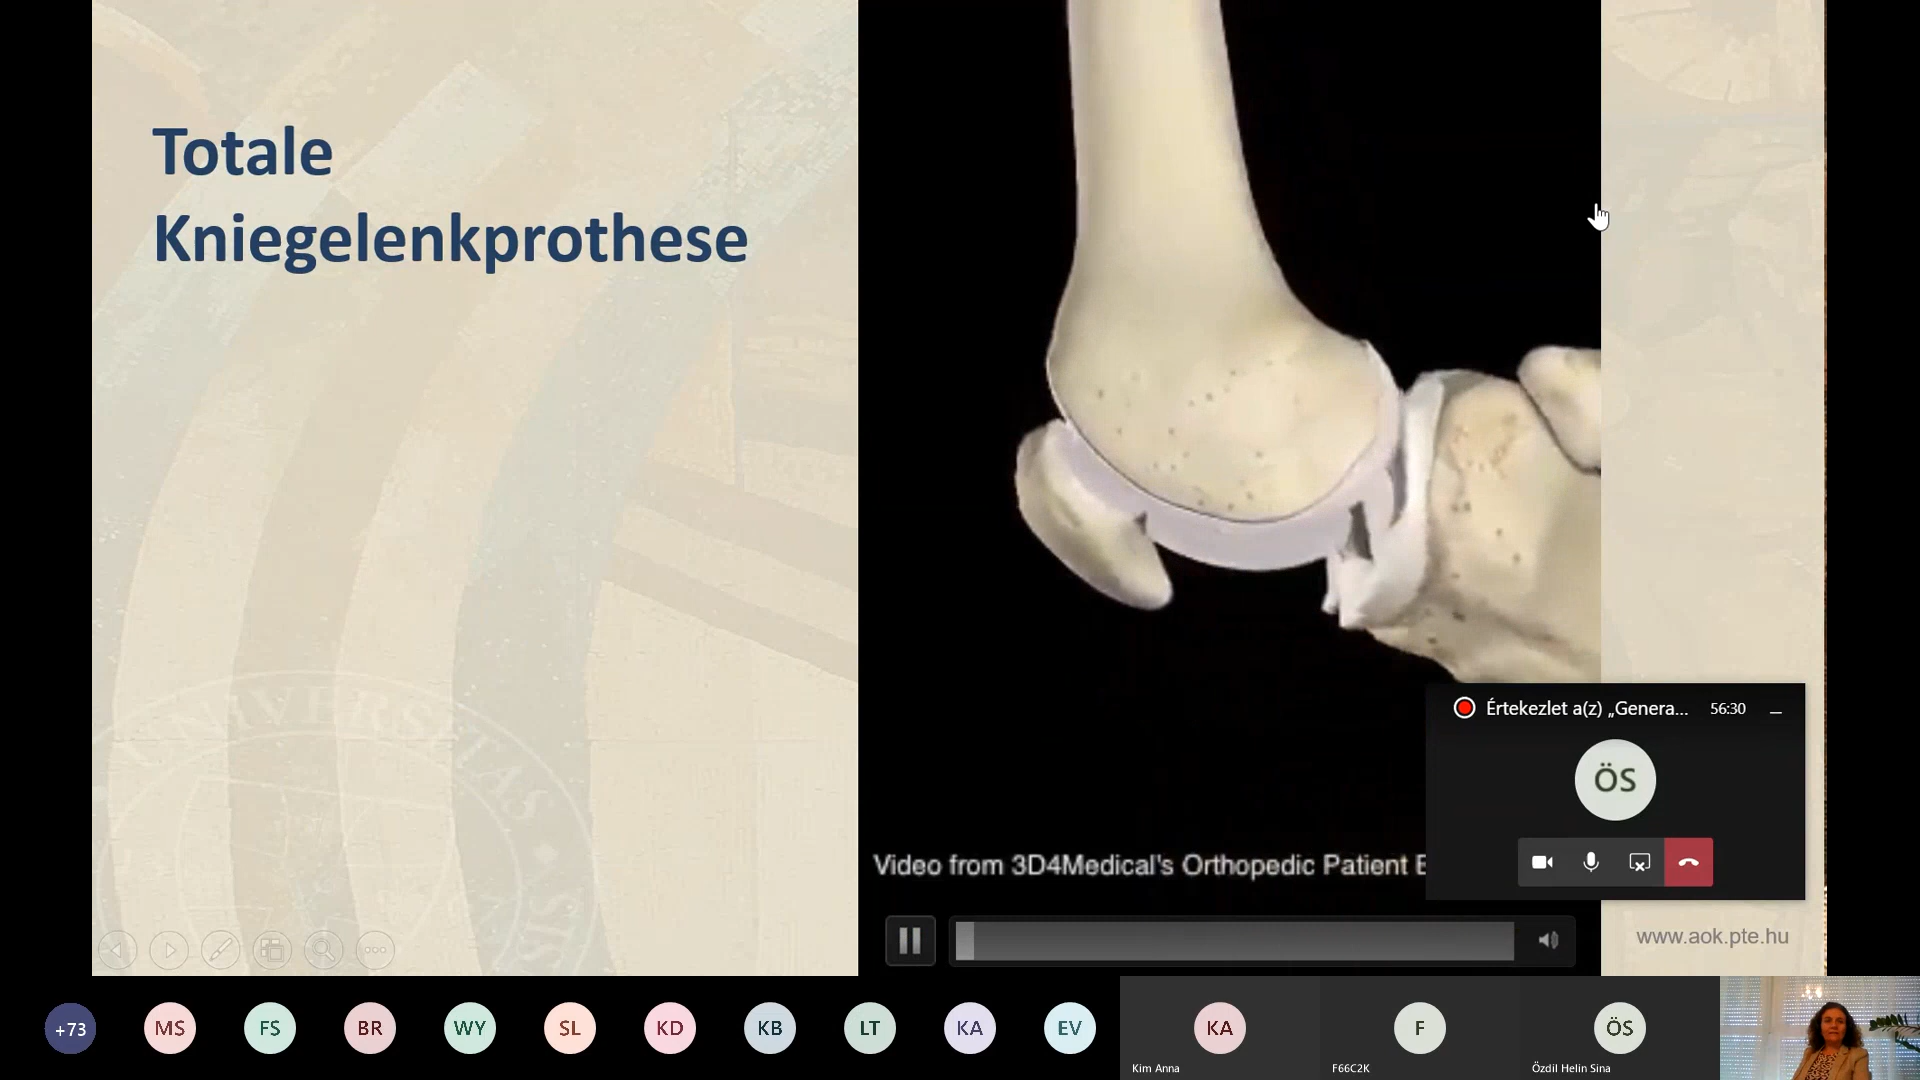 Totale
Kniegelenkprothese
Értekezlet a(z) „Genera... 56:30
ÖS
Video from 3D4Medical's Orthopedic Patient E
www.aok.pte.hu
UNIVERSITAS
+73 MS FS BR WY SL KD KB LT KA EV KA F ÖS
Kim Anna F66C2K Özdil Helin Sina